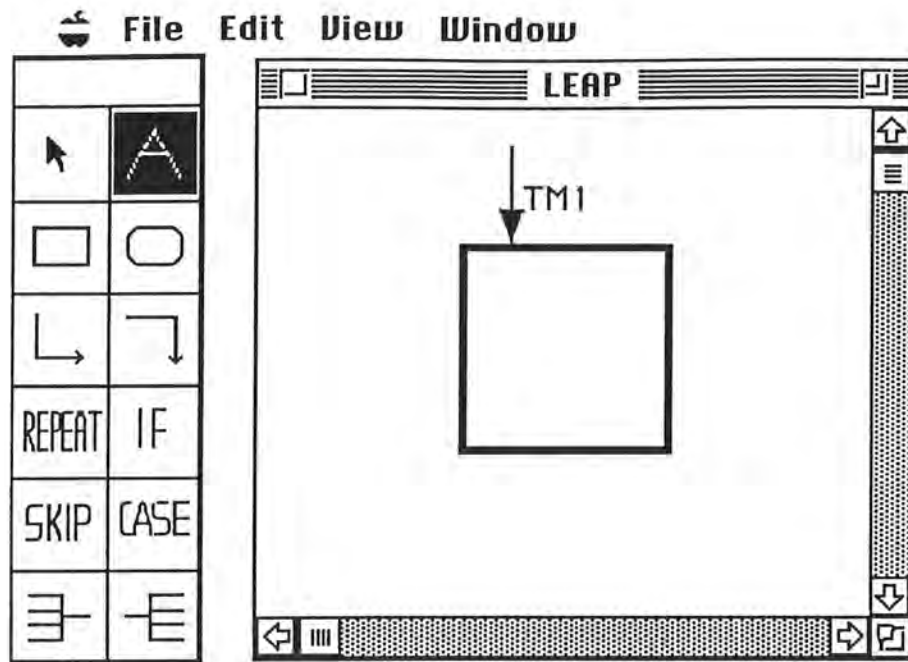 File Edit View Window
LEAP
A
TM1
REPEAT IF
SKIP CASE